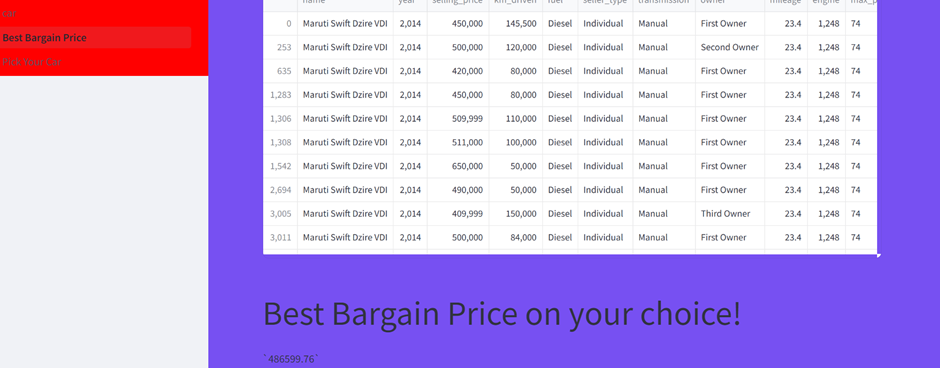 car
Best Bargain Price
Pick Your Car
name year selling_price km_driven fuel seller_type transmission owner mileage engine
0 Maruti Swift Dzire VDI 2,014 450,000 145,500 Diesel Individual Manual First Owner 23.4 1,248 74
253 Maruti Swift Dzire VDI 2,014 500,000 120,000 Diesel Individual Manual Second Owner 23.4 1,248 74
635 Maruti Swift Dzire VDI 2,014 420,000 80,000 Diesel Individual Manual First Owner 23.4 1,248 74
1,283 Maruti Swift Dzire VDI 2,014 450,000 80,000 Diesel Individual Manual First Owner 23.4 1,248 74
1,306 Maruti Swift Dzire VDI 2,014 509,999 110,000 Diesel Individual Manual First Owner 23.4 1,248 74
1,308 Maruti Swift Dzire VDI 2,014 511,000 100,000 Diesel Individual Manual First Owner 23.4 1,248 74
1,542 Maruti Swift Dzire VDI 2,014 650,000 50,000 Diesel Individual Manual First Owner 23.4 1,248 74
2,694 Maruti Swift Dzire VDI 2,014 490,000 50,000 Diesel Individual Manual First Owner 23.4 1,248 74
3,005 Maruti Swift Dzire VDI 2,014 409,999 150,000 Diesel Individual Manual Third Owner 23.4 1,248 74
3,011 Maruti Swift Dzire VDI 2,014 500,000 84,000 Diesel Individual Manual First Owner 23.4 1,248 74
Best Bargain Price on your choice!
`486599.76`